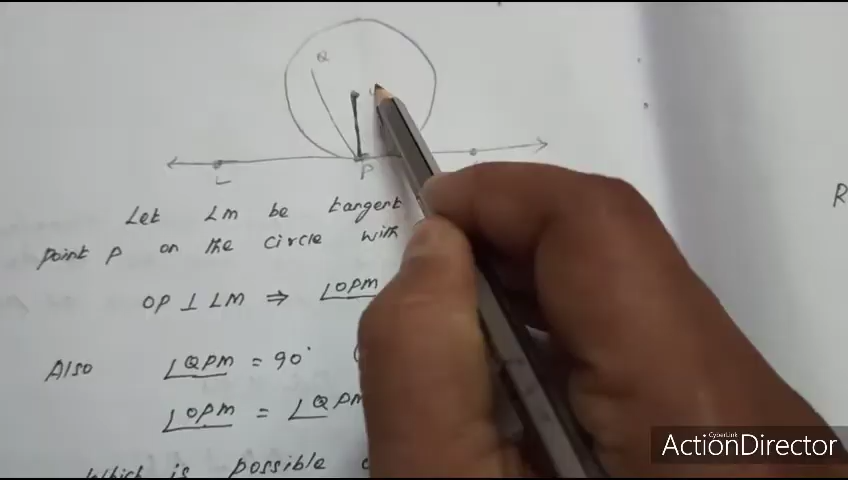 Q
L
P
Let LM be tangent
point P on the circle with
OP ⊥ LM ⇒ ∠OPM
Also ∠QPM = 90°
∠OPM = ∠QPM
Which is possible
R
CyberLink
ActionDirector